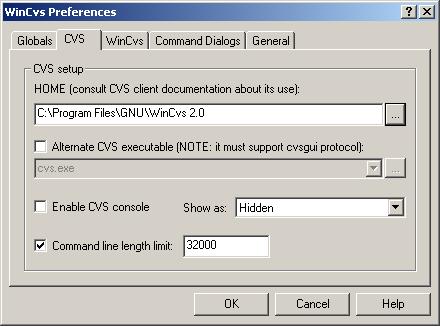 WinCvs Preferences
Globals CVS WinCvs Command Dialogs General
CVS setup
HOME (consult CVS client documentation about its use):
C:\Program Files\GNU\WinCvs 2.0 ...
Alternate CVS executable (NOTE: it must support cvsgui protocol):
cvs.exe ...
Enable CVS console Show as: Hidden
Command line length limit: 32000
OK Cancel Help